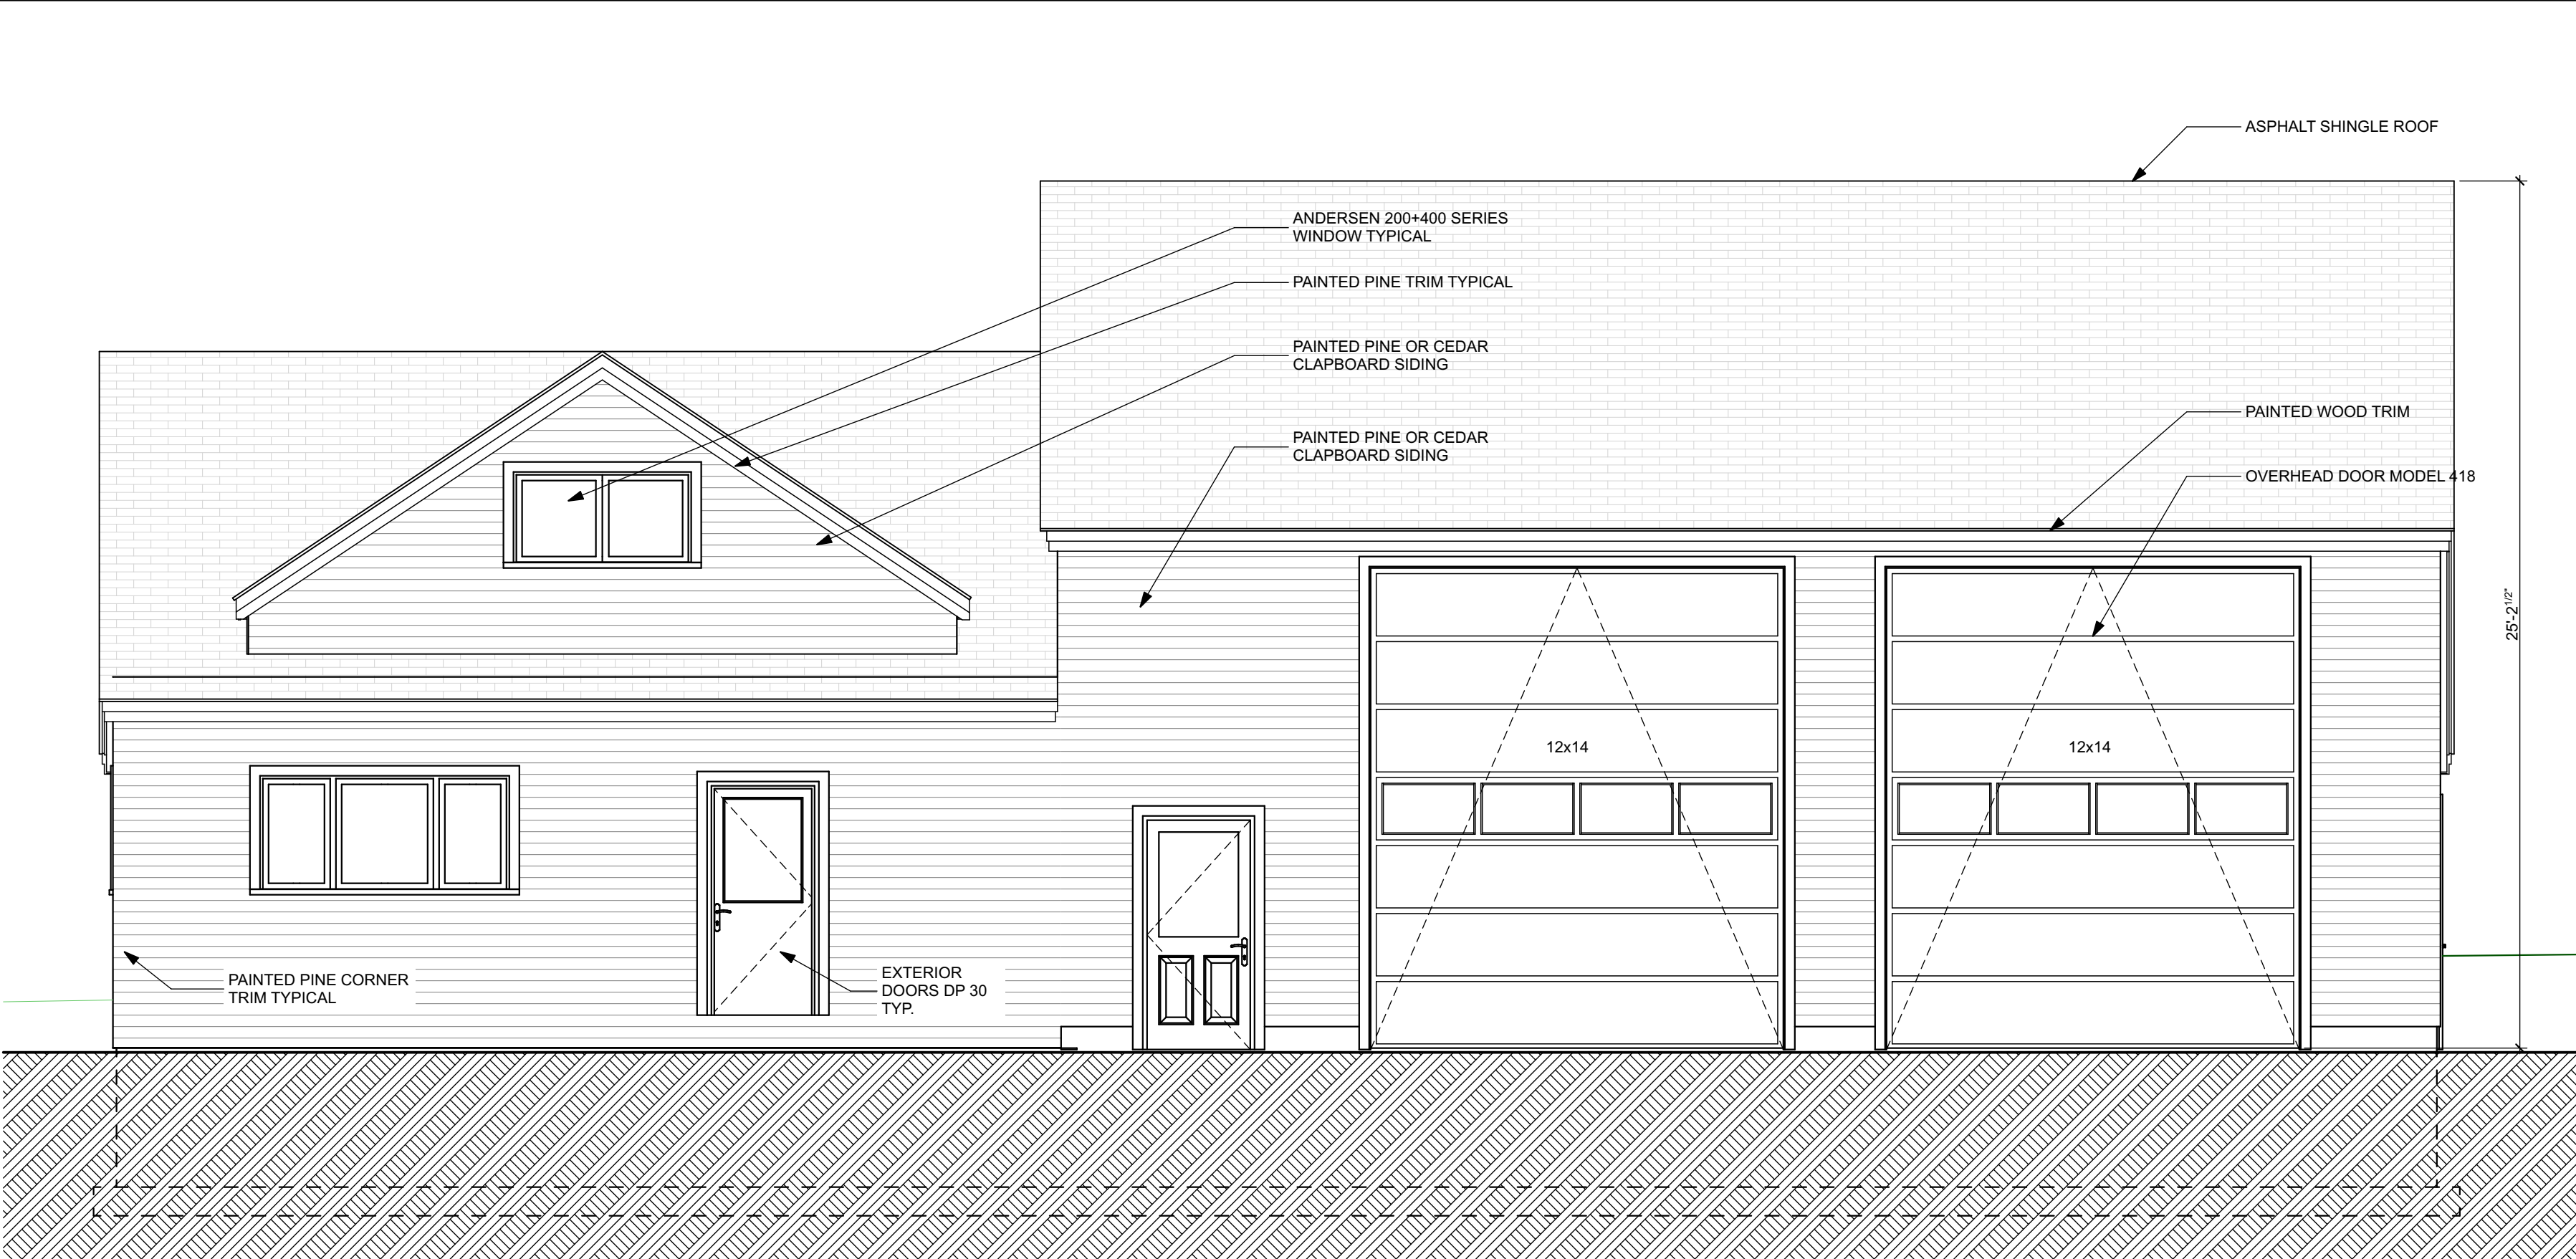 ASPHALT SHINGLE ROOF
ANDERSEN 200+400 SERIES
WINDOW TYPICAL
PAINTED PINE TRIM TYPICAL
PAINTED PINE OR CEDAR
CLAPBOARD SIDING
PAINTED WOOD TRIM
PAINTED PINE OR CEDAR
CLAPBOARD SIDING
OVERHEAD DOOR MODEL 418
25'-2 1/2"
12x14
12x14
PAINTED PINE CORNER
TRIM TYPICAL
EXTERIOR
DOORS DP 30
TYP.